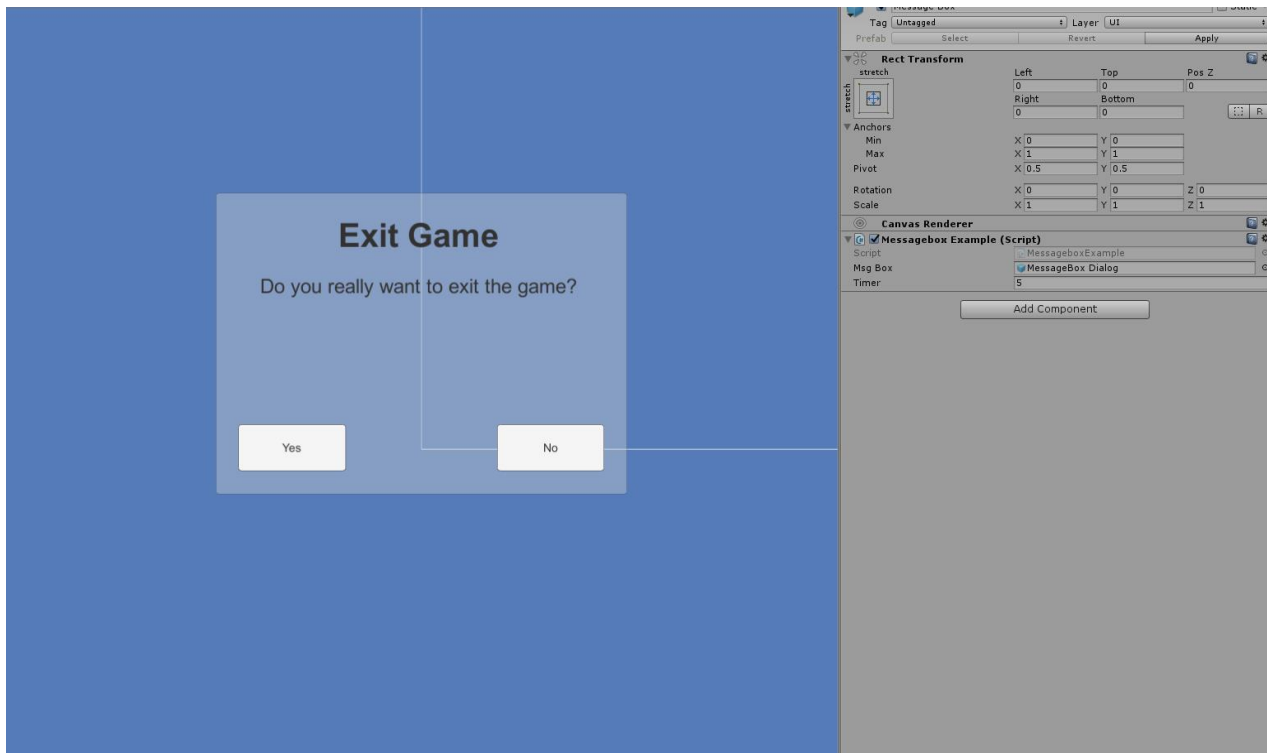 Exit Game
Do you really want to exit the game?
Yes No
Message Box Static
Tag Untagged Layer UI
Prefab Select Revert Apply
Rect Transform
stretch Left Top Pos Z
stretch
0 0 0
Right Bottom
0 0 R
Anchors
Min X 0 Y 0
Max X 1 Y 1
Pivot X 0.5 Y 0.5
Rotation X 0 Y 0 Z 0
Scale X 1 Y 1 Z 1
Canvas Renderer
Messagebox Example (Script)
Script MessageboxExample
Msg Box MessageBox Dialog
Timer 5
Add Component